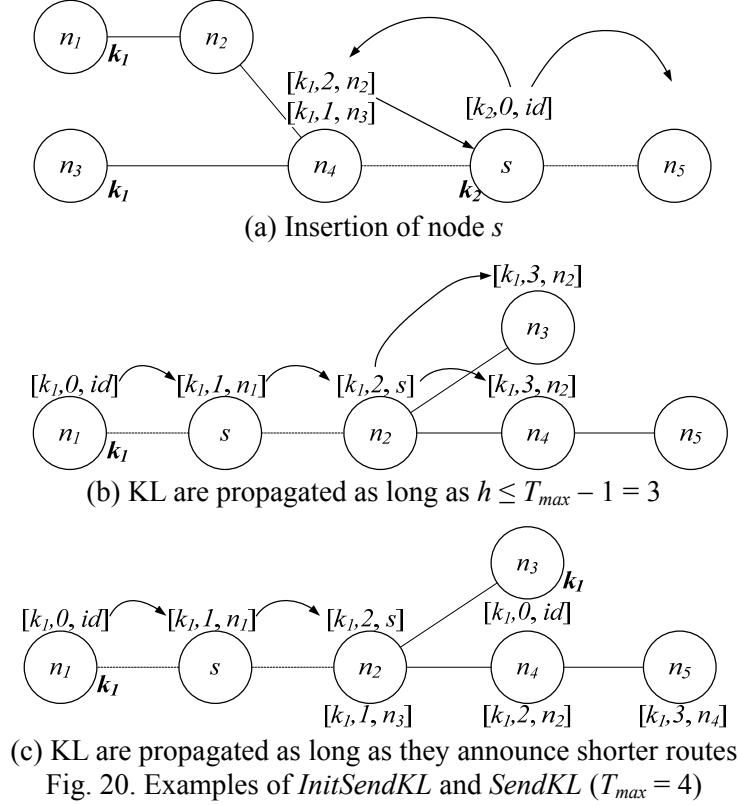 n1 k1 n2
[k1,2, n2] [k2,0, id]
[k1,1, n3]
n3 k1 n4 k2 s n5
(a) Insertion of node s
[k1,3, n2]
n3
[k1,0, id] [k1,1, n1] [k1,2, s] [k1,3, n2]
n1 k1 s n2 n4 n5
(b) KL are propagated as long as h ≤ Tmax – 1 = 3
n3 k1
[k1,0, id] [k1,1, n1] [k1,2, s] [k1,0, id]
n1 k1 s n2 n4 n5
[k1,1, n3] [k1,2, n2] [k1,3, n4]
(c) KL are propagated as long as they announce shorter routes
Fig. 20. Examples of InitSendKL and SendKL (Tmax = 4)